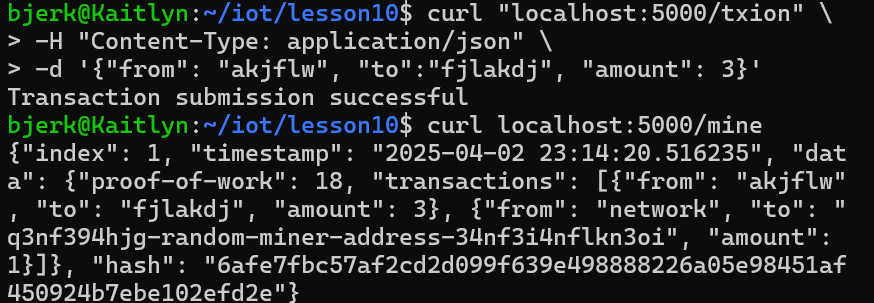 bjerk@Kaitlyn:~/iot/lesson10$ curl "localhost:5000/txion" \
> -H "Content-Type: application/json" \
> -d '{"from": "akjflw", "to":"fjlakdj", "amount": 3}'
Transaction submission successful
bjerk@Kaitlyn:~/iot/lesson10$ curl localhost:5000/mine
{"index": 1, "timestamp": "2025-04-02 23:14:20.516235", "dat
a": {"proof-of-work": 18, "transactions": [{"from": "akjflw"
, "to": "fjlakdj", "amount": 3}, {"from": "network", "to": "
q3nf394hjg-random-miner-address-34nf3i4nflkn3oi", "amount": 
1}]}, "hash": "6afe7fbc57af2cd2d099f639e498888226a05e98451af
450924b7ebe102efd2e"}